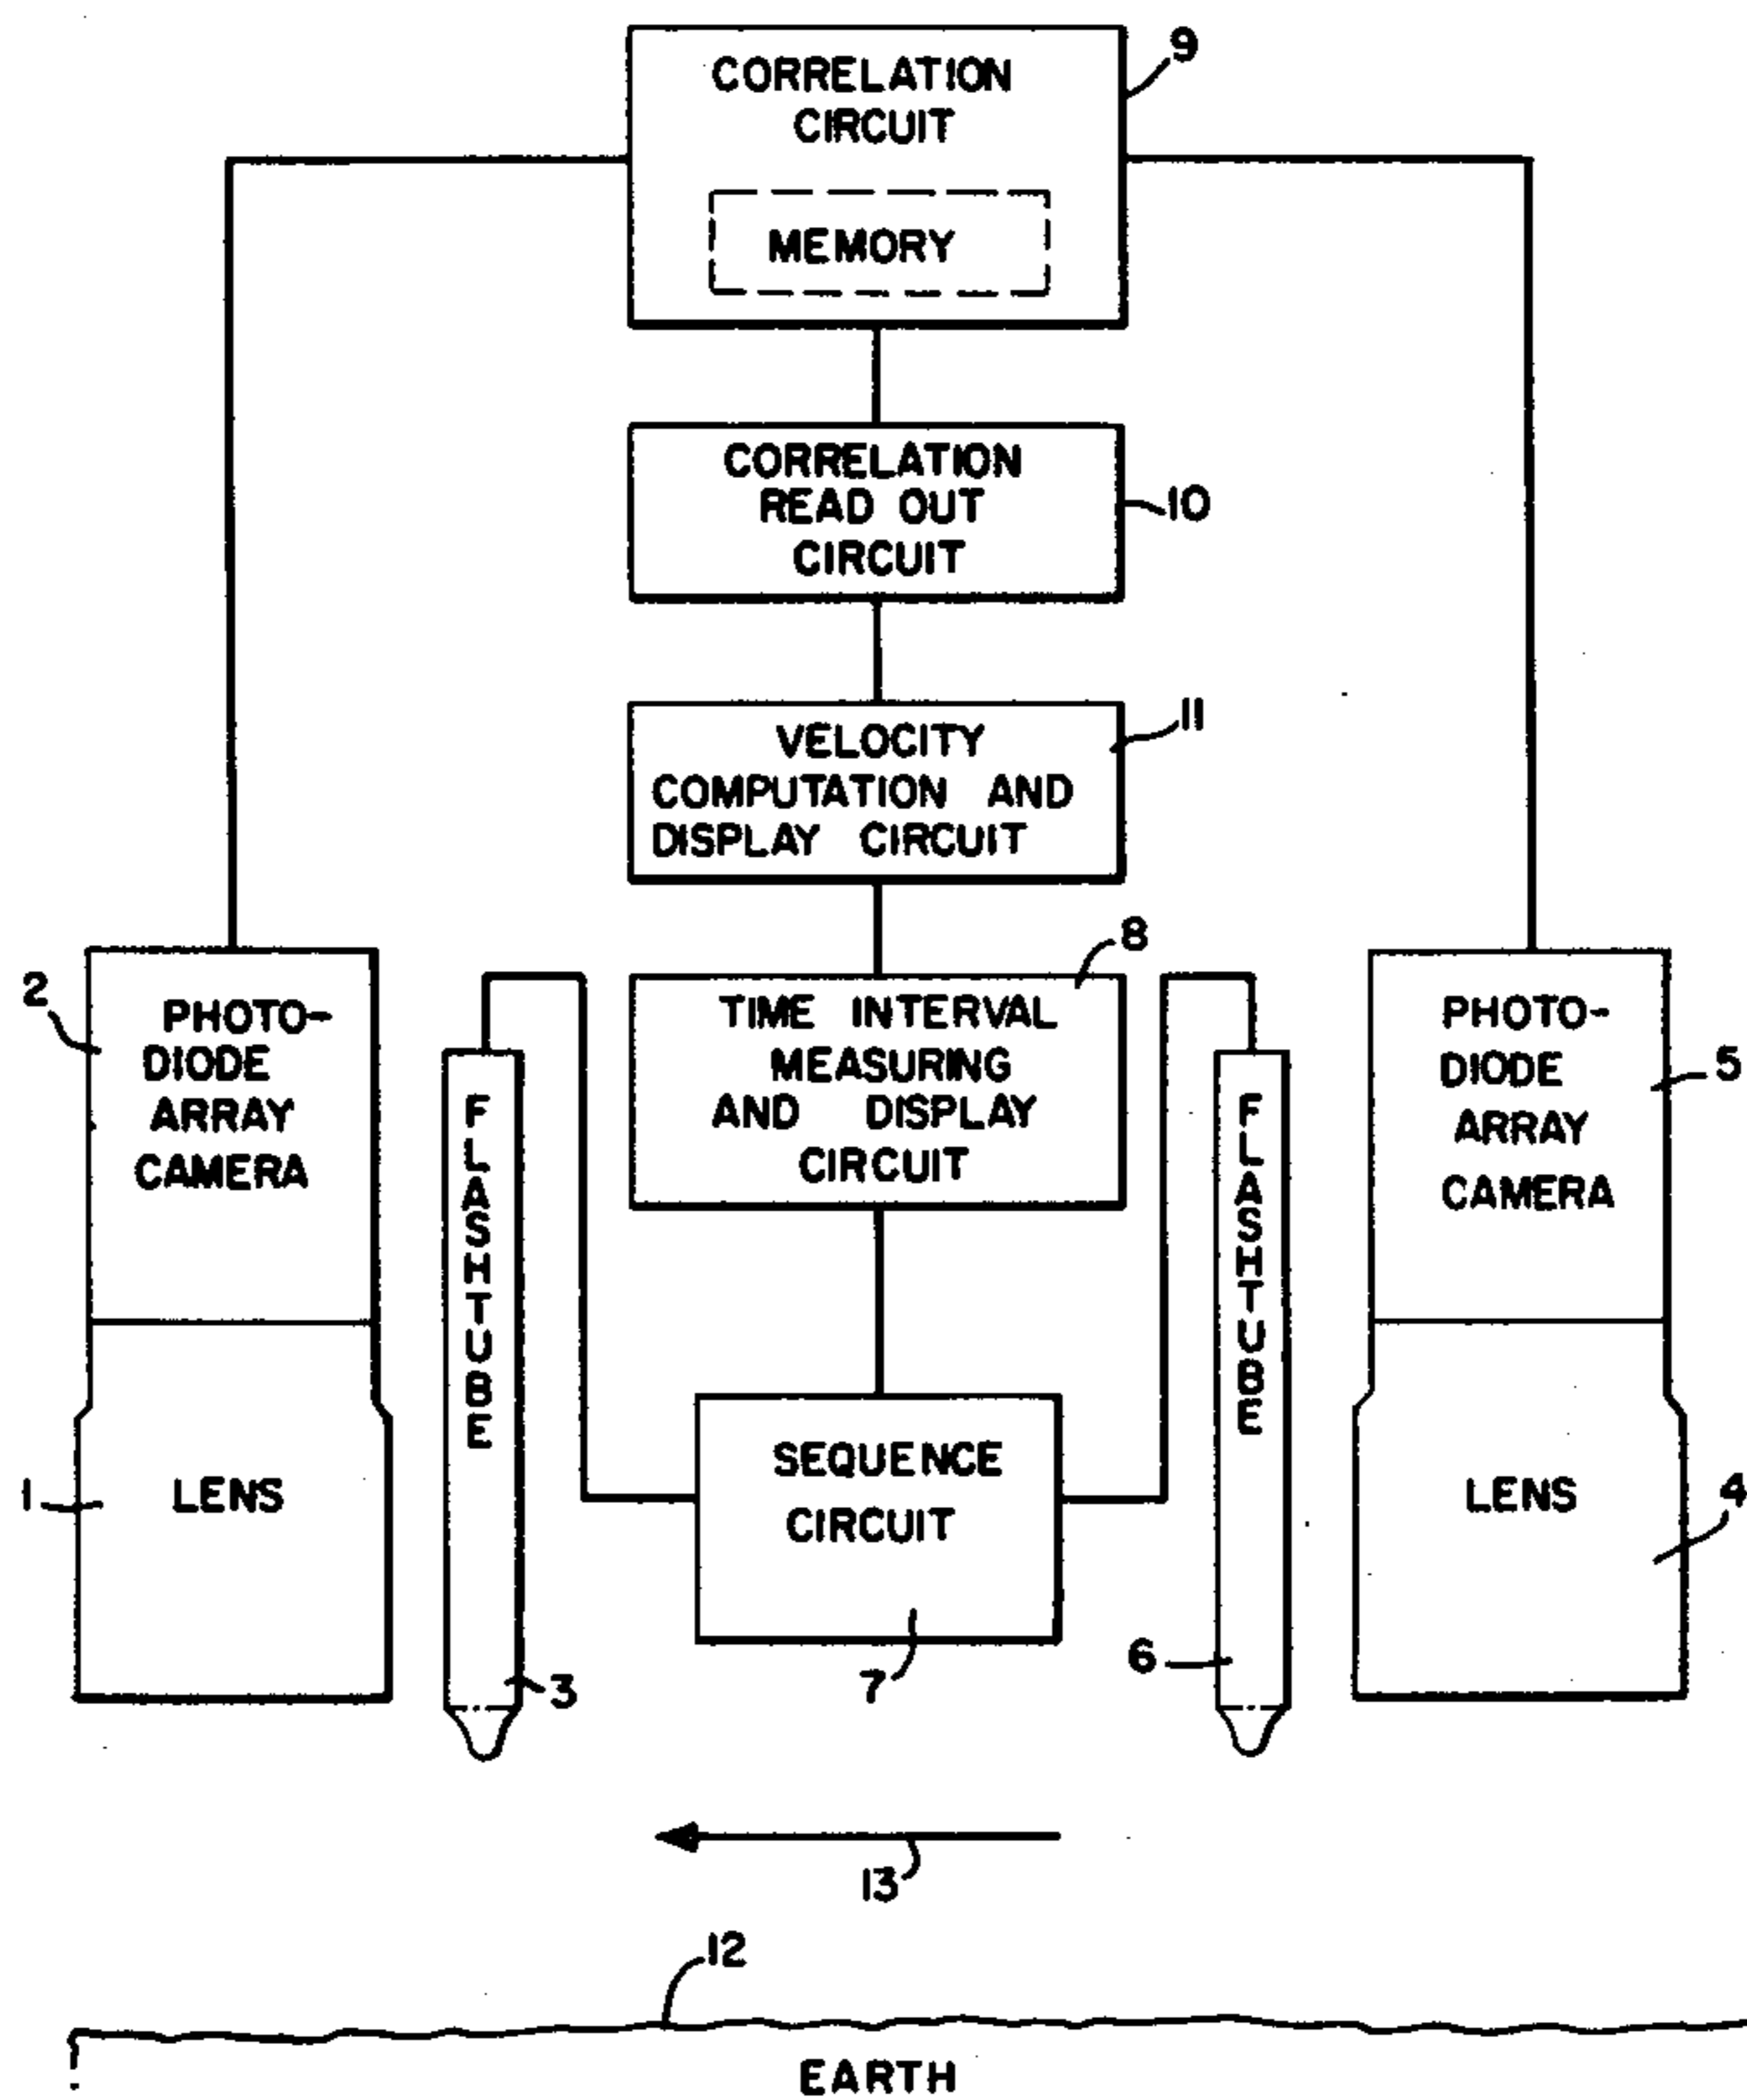 CORRELATION
CIRCUIT
9
MEMORY
CORRELATION
READ OUT
CIRCUIT
10
VELOCITY
COMPUTATION AND
DISPLAY CIRCUIT
11
2
PHOTO-
DIODE
ARRAY
CAMERA
FLASHTUBE
8
TIME INTERVAL
MEASURING
AND DISPLAY
CIRCUIT
FLASHTUBE
PHOTO-
DIODE
ARRAY
CAMERA
5
1
LENS
3
SEQUENCE
CIRCUIT
7
6
LENS
4
13
12
EARTH